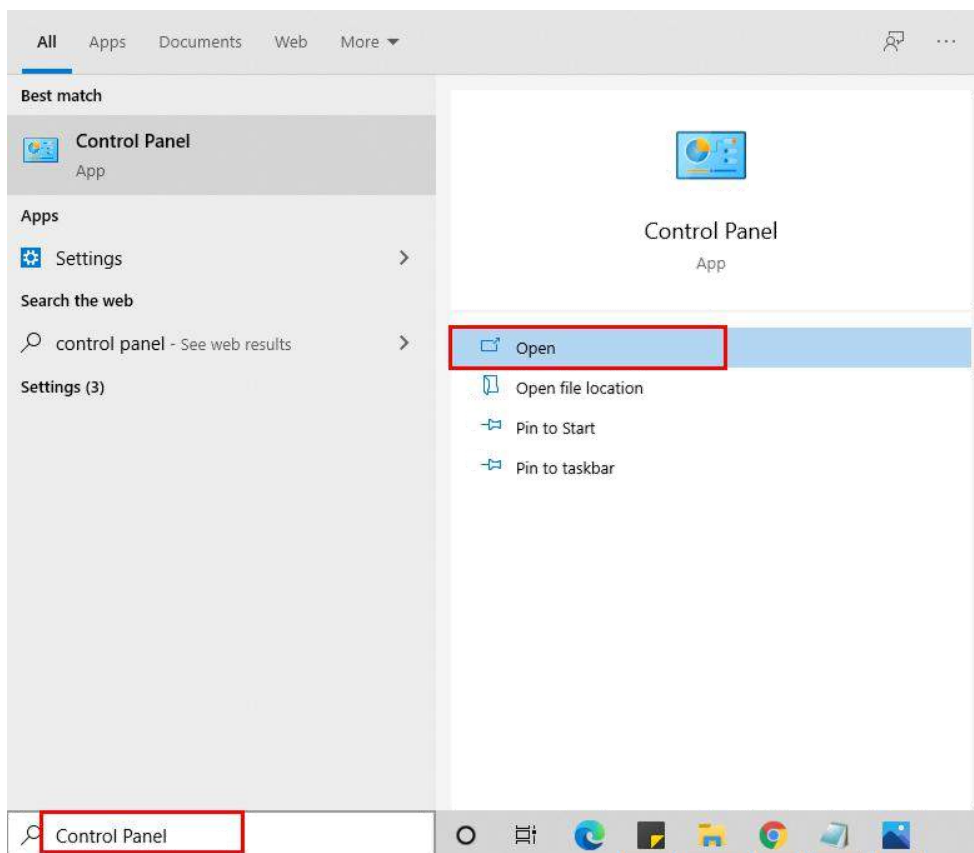 All Apps Documents Web More
Best match
Control Panel
App
Apps
Settings
Search the web
control panel - See web results
Settings (3)
Control Panel
App
Open
Open file location
Pin to Start
Pin to taskbar
Control Panel